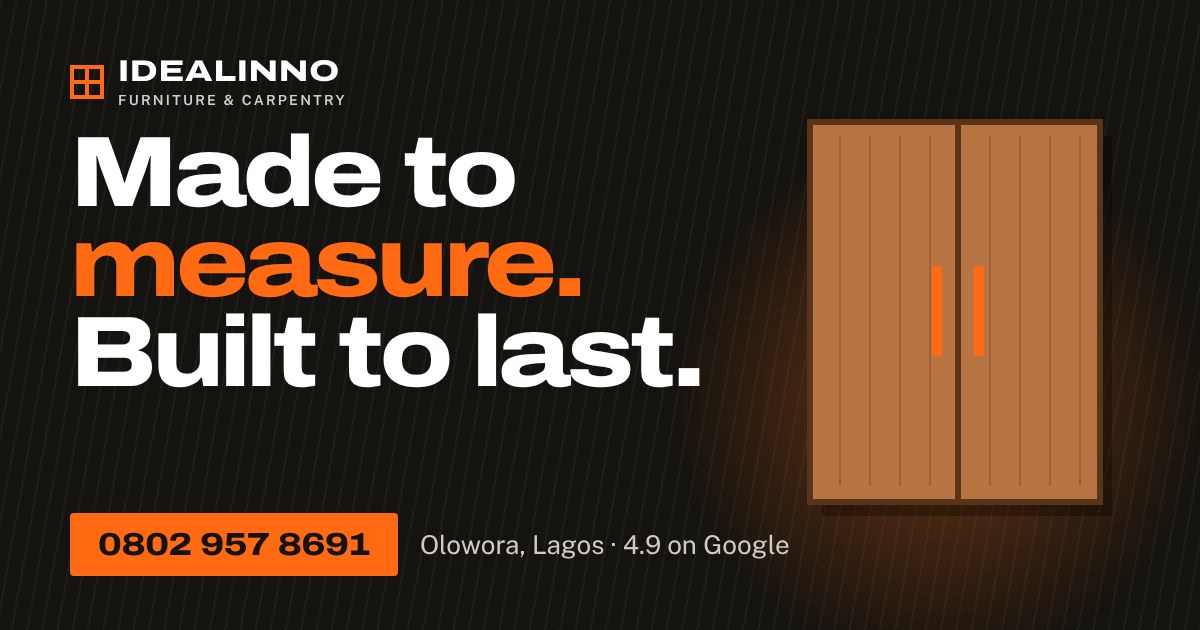 IDEALINNO
FURNITURE & CARPENTRY
Made to
measure.
Built to last.
0802 957 8691
Olowora, Lagos · 4.9 on Google